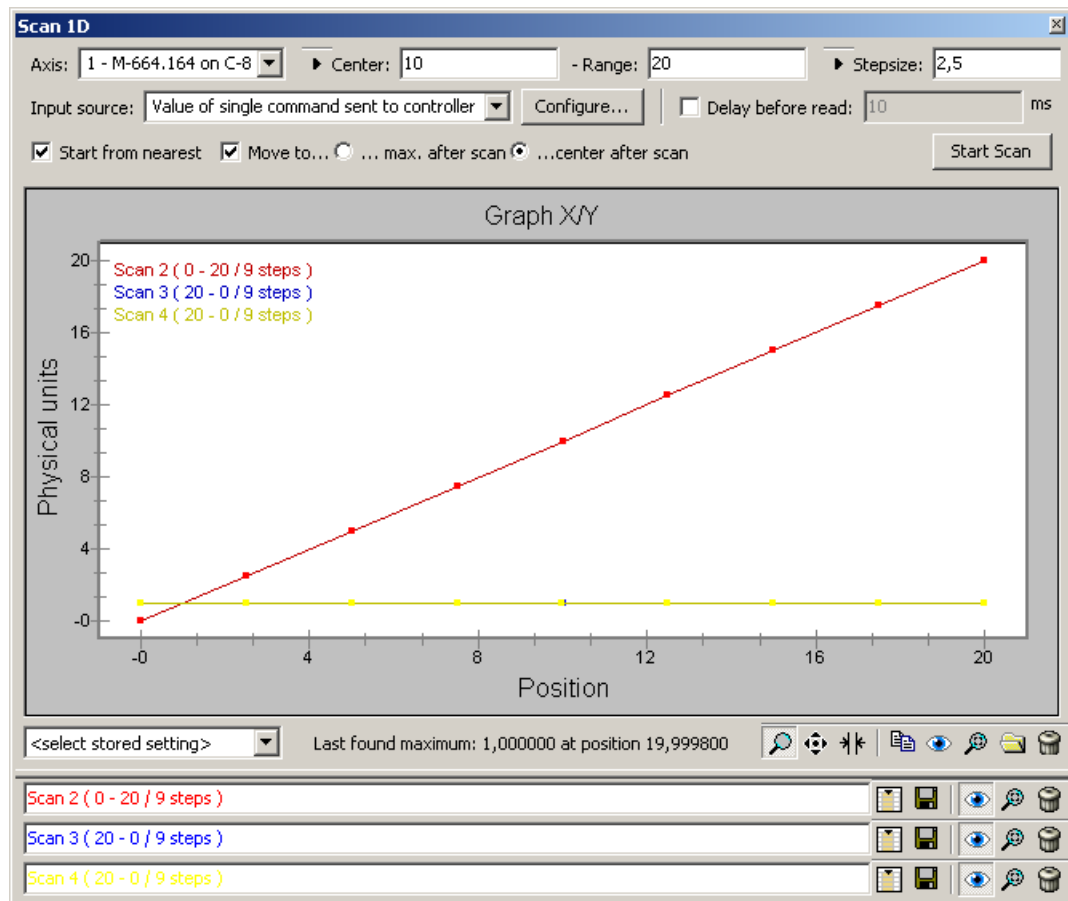 Scan 1D
Axis: 1 - M-664.164 on C-8 Center: 10 - Range: 20 Stepsize: 2,5
Input source: Value of single command sent to controller Configure... Delay before read: 10 ms
Start from nearest Move to... ... max. after scan ...center after scan Start Scan
Graph X/Y
Scan 2 ( 0 - 20 / 9 steps )
Scan 3 ( 20 - 0 / 9 steps )
Scan 4 ( 20 - 0 / 9 steps )
20
16
12
8
4
-0
Physical units
-0 4 8 12 16 20
Position
<select stored setting> Last found maximum: 1,000000 at position 19,999800
Scan 2 ( 0 - 20 / 9 steps )
Scan 3 ( 20 - 0 / 9 steps )
Scan 4 ( 20 - 0 / 9 steps )